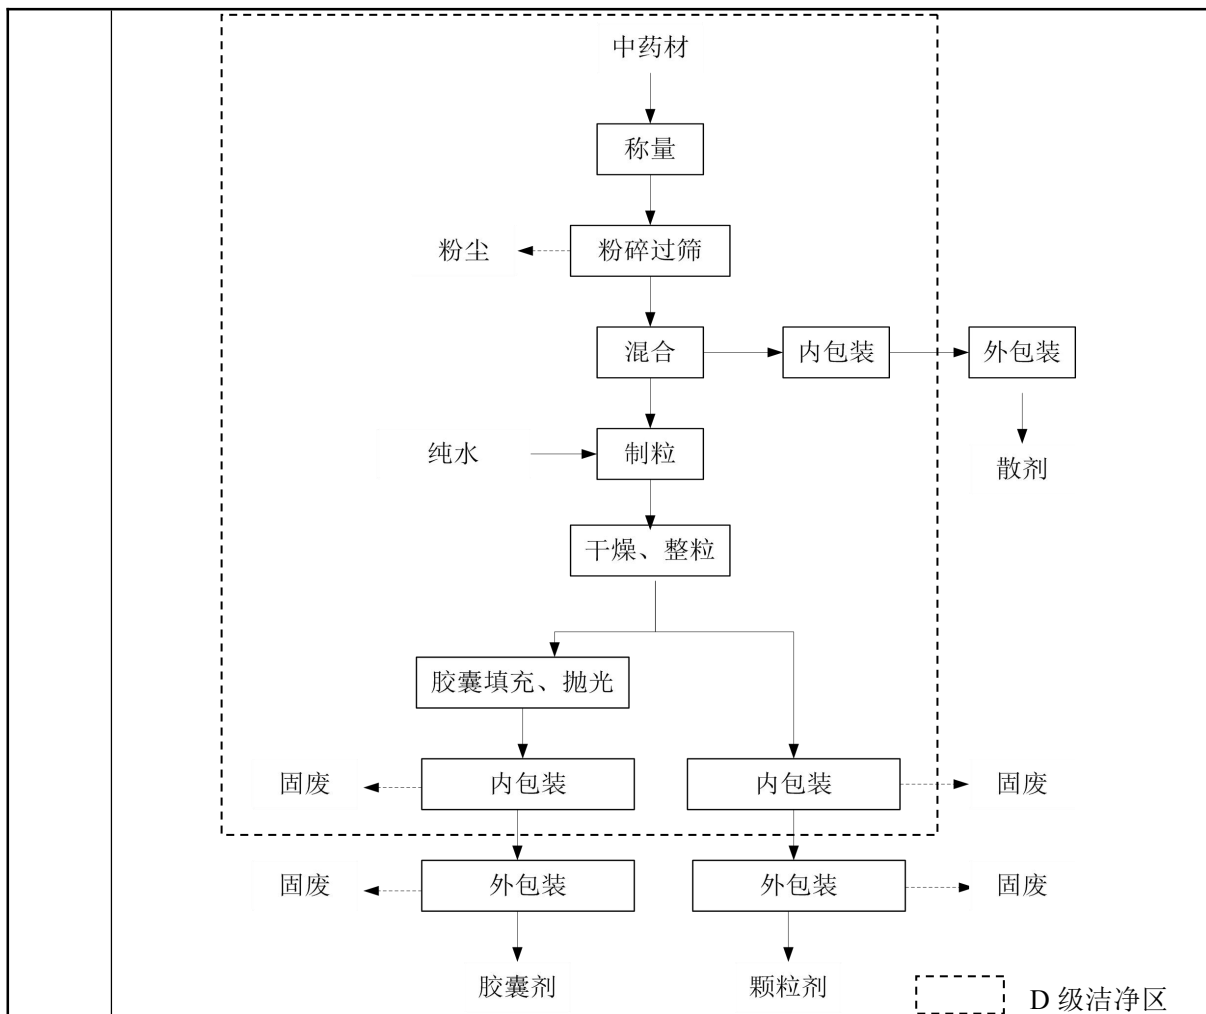 中药材
称量
粉尘
粉碎过筛
混合
内包装
外包装
纯水
制粒
散剂
干燥、整粒
胶囊填充、抛光
固废
内包装
内包装
固废
固废
外包装
外包装
固废
胶囊剂
颗粒剂
D 级洁净区